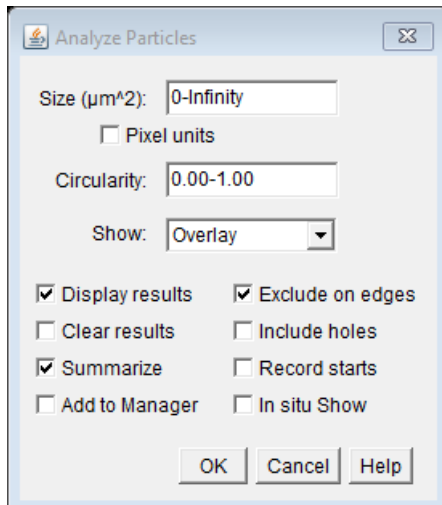 Analyze Particles
Size (µm^2): 0-Infinity
Pixel units
Circularity: 0.00-1.00
Show: Overlay
Display results Exclude on edges
Clear results Include holes
Summarize Record starts
Add to Manager In situ Show
OK Cancel Help